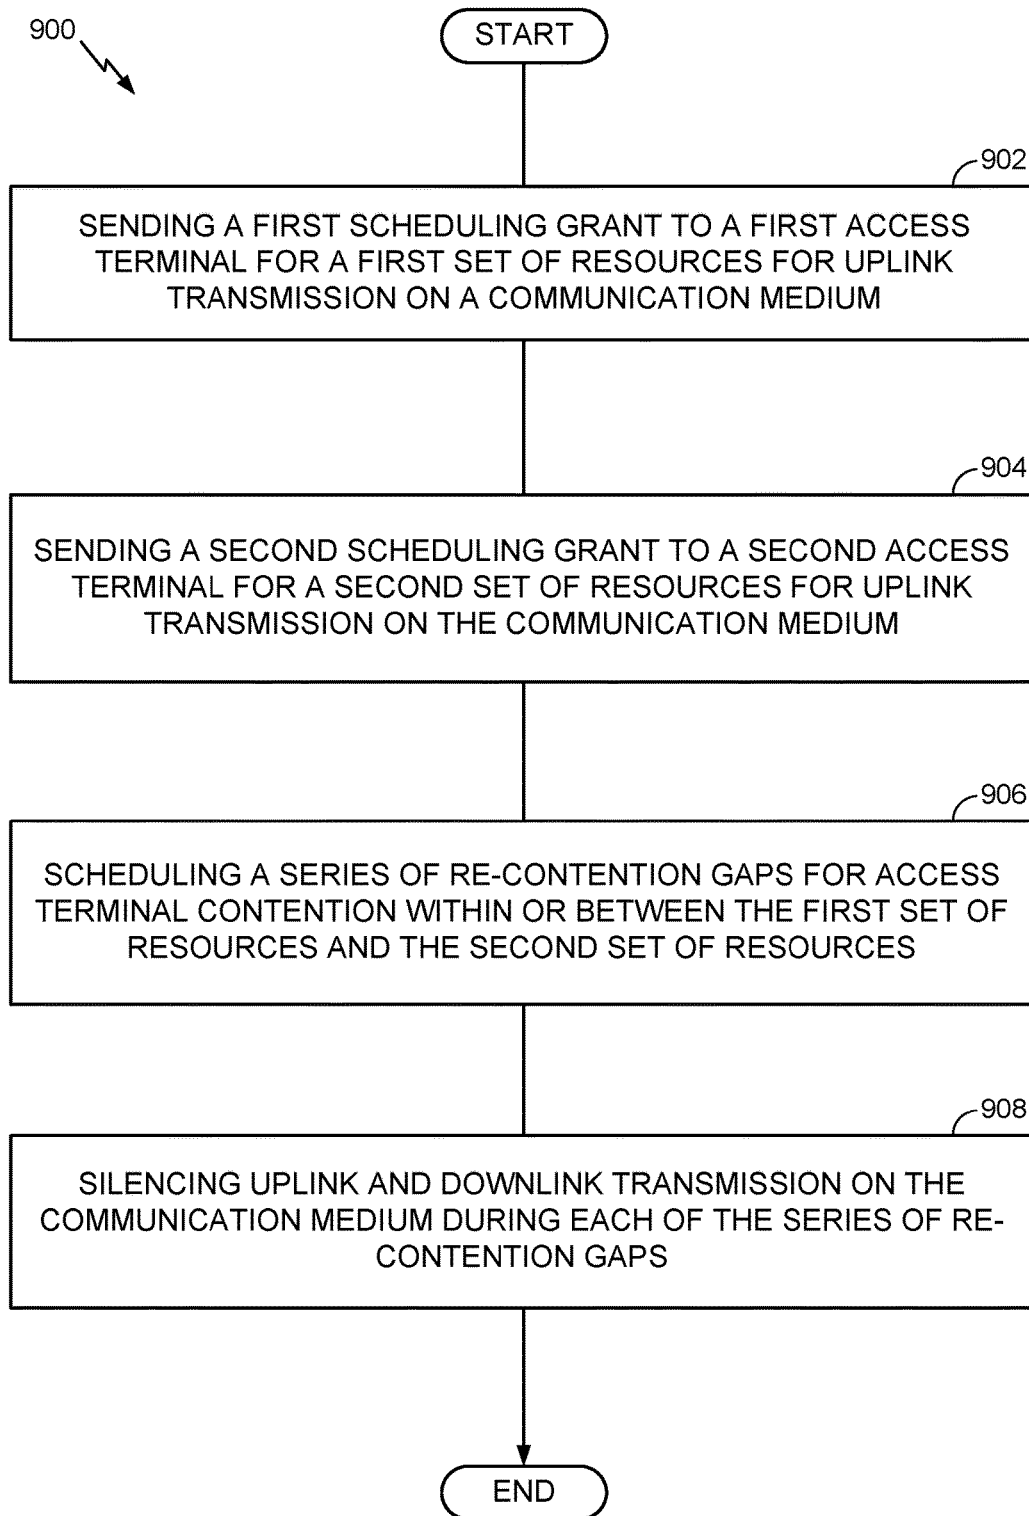 900
START
902
SENDING A FIRST SCHEDULING GRANT TO A FIRST ACCESS
TERMINAL FOR A FIRST SET OF RESOURCES FOR UPLINK
TRANSMISSION ON A COMMUNICATION MEDIUM
904
SENDING A SECOND SCHEDULING GRANT TO A SECOND ACCESS
TERMINAL FOR A SECOND SET OF RESOURCES FOR UPLINK
TRANSMISSION ON THE COMMUNICATION MEDIUM
906
SCHEDULING A SERIES OF RE-CONTENTION GAPS FOR ACCESS
TERMINAL CONTENTION WITHIN OR BETWEEN THE FIRST SET OF
RESOURCES AND THE SECOND SET OF RESOURCES
908
SILENCING UPLINK AND DOWNLINK TRANSMISSION ON THE
COMMUNICATION MEDIUM DURING EACH OF THE SERIES OF RE-
CONTENTION GAPS
END